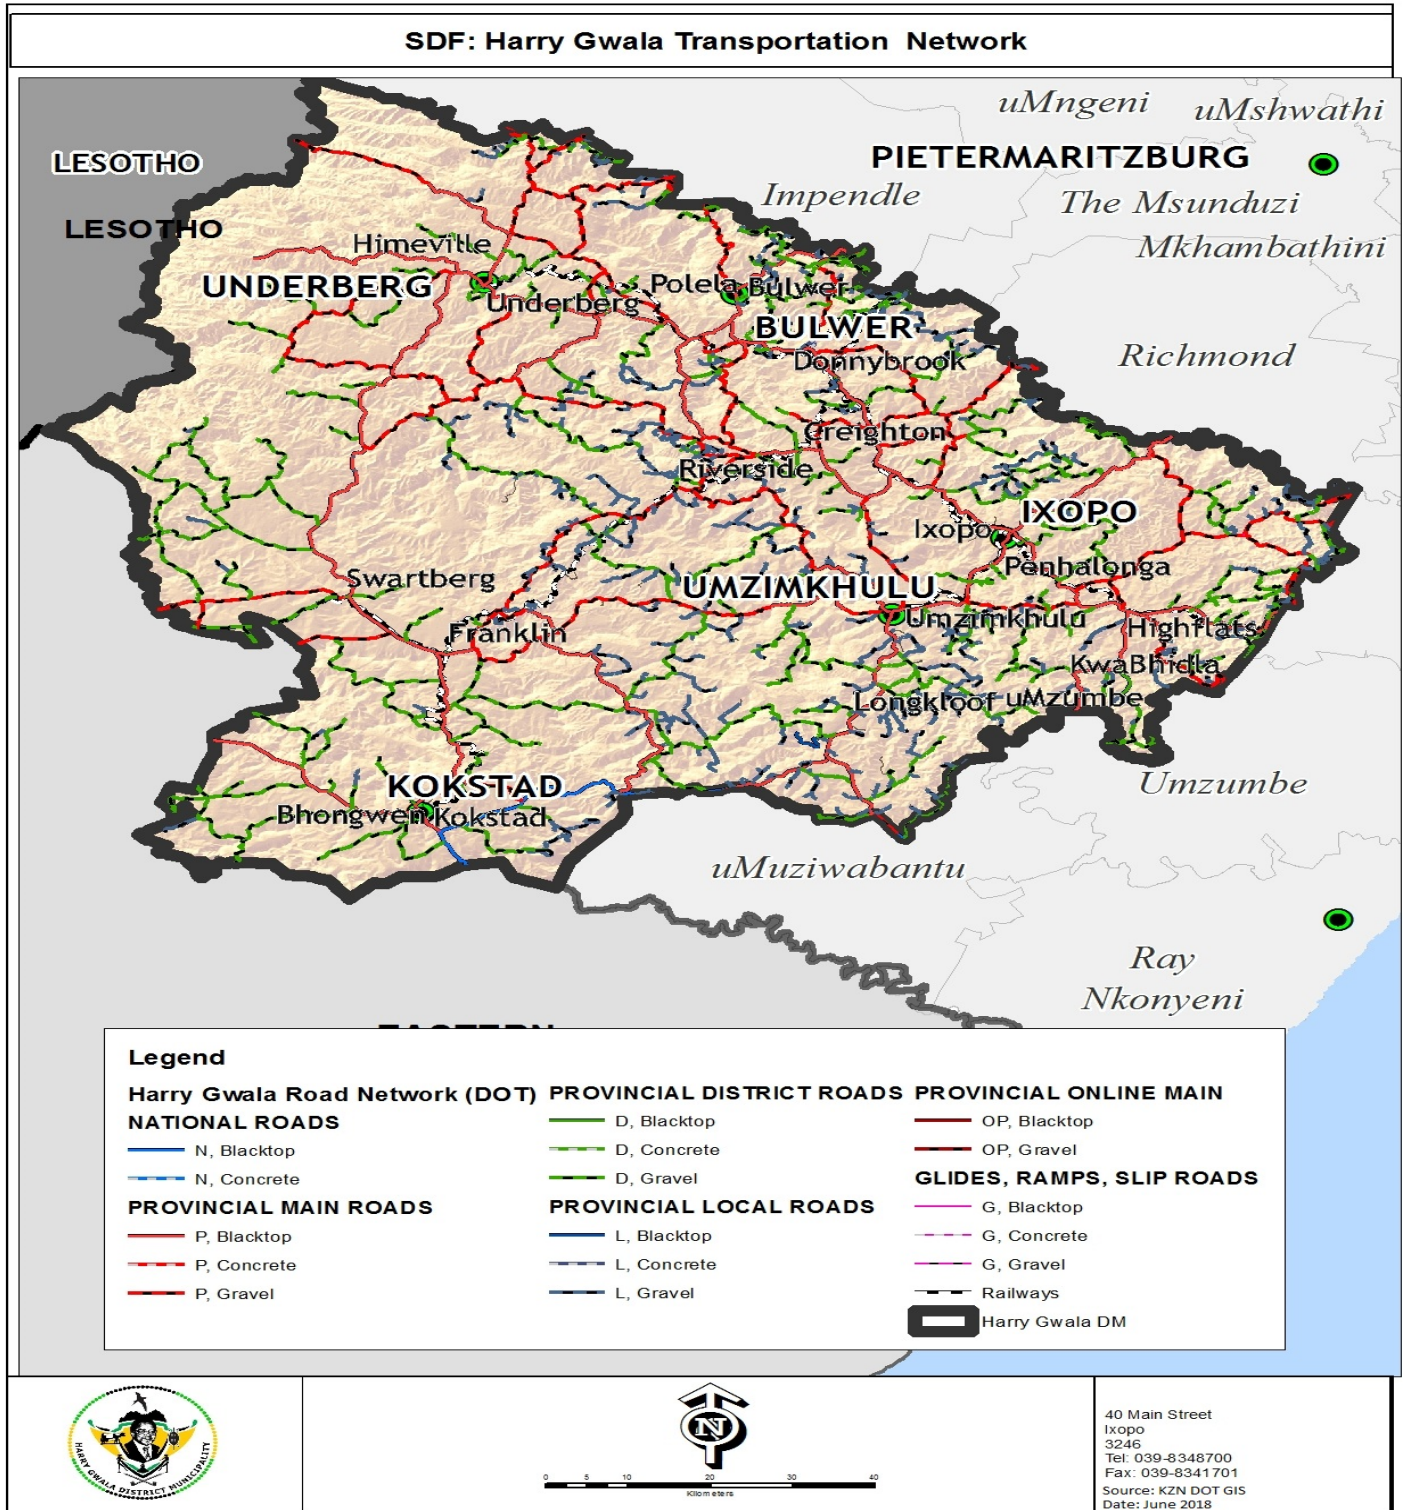 SDF: Harry Gwala Transportation Network
uMngeni
uMshwathi
LESOTHO
PIETERMARITZBURG
Impendle
The Msunduzi
LESOTHO
Himeville
Mkhambathini
UNDERBERG
Underberg
Polela
Bulwer
BULWER
Donnybrook
Richmond
Creighton
Riverside
IXOPO
Ixopo
Penhalonga
Swartberg
UMZIMKHULU
Umzimkhulu
Franklin
Highflats
KwaBhidla
Longkloof
uMzumbe
KOKSTAD
Bhongweni
Kokstad
Umzumbe
uMuziwabantu
Ray
Nkonyeni
EASTERN
Legend
Harry Gwala Road Network (DOT)
NATIONAL ROADS
N, Blacktop
N, Concrete
PROVINCIAL MAIN ROADS
P, Blacktop
P, Concrete
P, Gravel
PROVINCIAL DISTRICT ROADS
D, Blacktop
D, Concrete
D, Gravel
PROVINCIAL LOCAL ROADS
L, Blacktop
L, Concrete
L, Gravel
PROVINCIAL ONLINE MAIN
OP, Blacktop
OP, Gravel
GLIDES, RAMPS, SLIP ROADS
G, Blacktop
G, Concrete
G, Gravel
Railways
Harry Gwala DM
HARRY GWALA DISTRICT MUNICIPALITY
N
0 5 10 20 30 40
Kilometers
40 Main Street
Ixopo
3246
Tel: 039-8348700
Fax: 039-8341701
Source: KZN DOT GIS
Date: June 2018